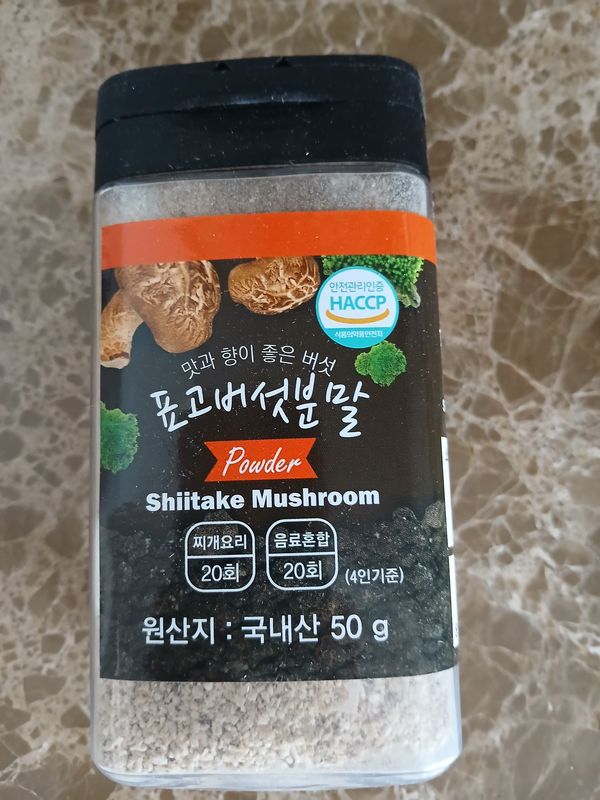 안전관리인증
HACCP
식품의약품안전처
맛과 향이 좋은 버섯
표고버섯분말
Powder
Shiitake Mushroom
찌개요리 음료혼합
20회 20회 (4인기준)
원산지 : 국내산 50 g